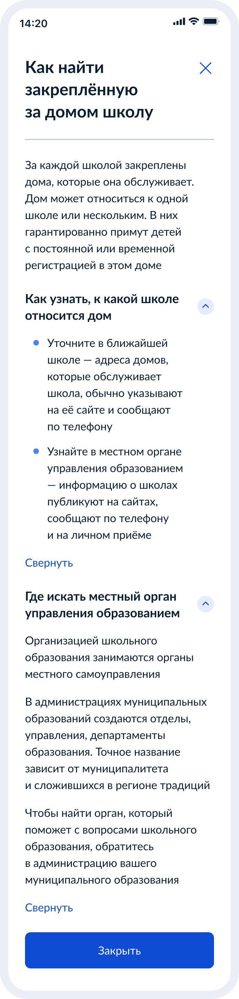 14:20
Как найти
закреплённую
за домом школу
За каждой школой закреплены
дома, которые она обслуживает.
Дом может относиться к одной
школе или нескольким. В них
гарантированно примут детей
с постоянной или временной
регистрацией в этом доме
Как узнать, к какой школе
относится дом
Уточните в ближайшей
школе — адреса домов,
которые обслуживает
школа, обычно указывают
на её сайте и сообщают
по телефону
Узнайте в местном органе
управления образованием
— информацию о школах
публикуют на сайтах,
сообщают по телефону
и на личном приёме
Свернуть
Где искать местный орган
управления образованием
Организацией школьного
образования занимаются органы
местного самоуправления
В администрациях муниципальных
образований создаются отделы,
управления, департаменты
образования. Точное название
зависит от муниципалитета
и сложившихся в регионе традиций
Чтобы найти орган, который
поможет с вопросами школьного
образования, обратитесь
в администрацию вашего
муниципального образования
Свернуть
Закрыть